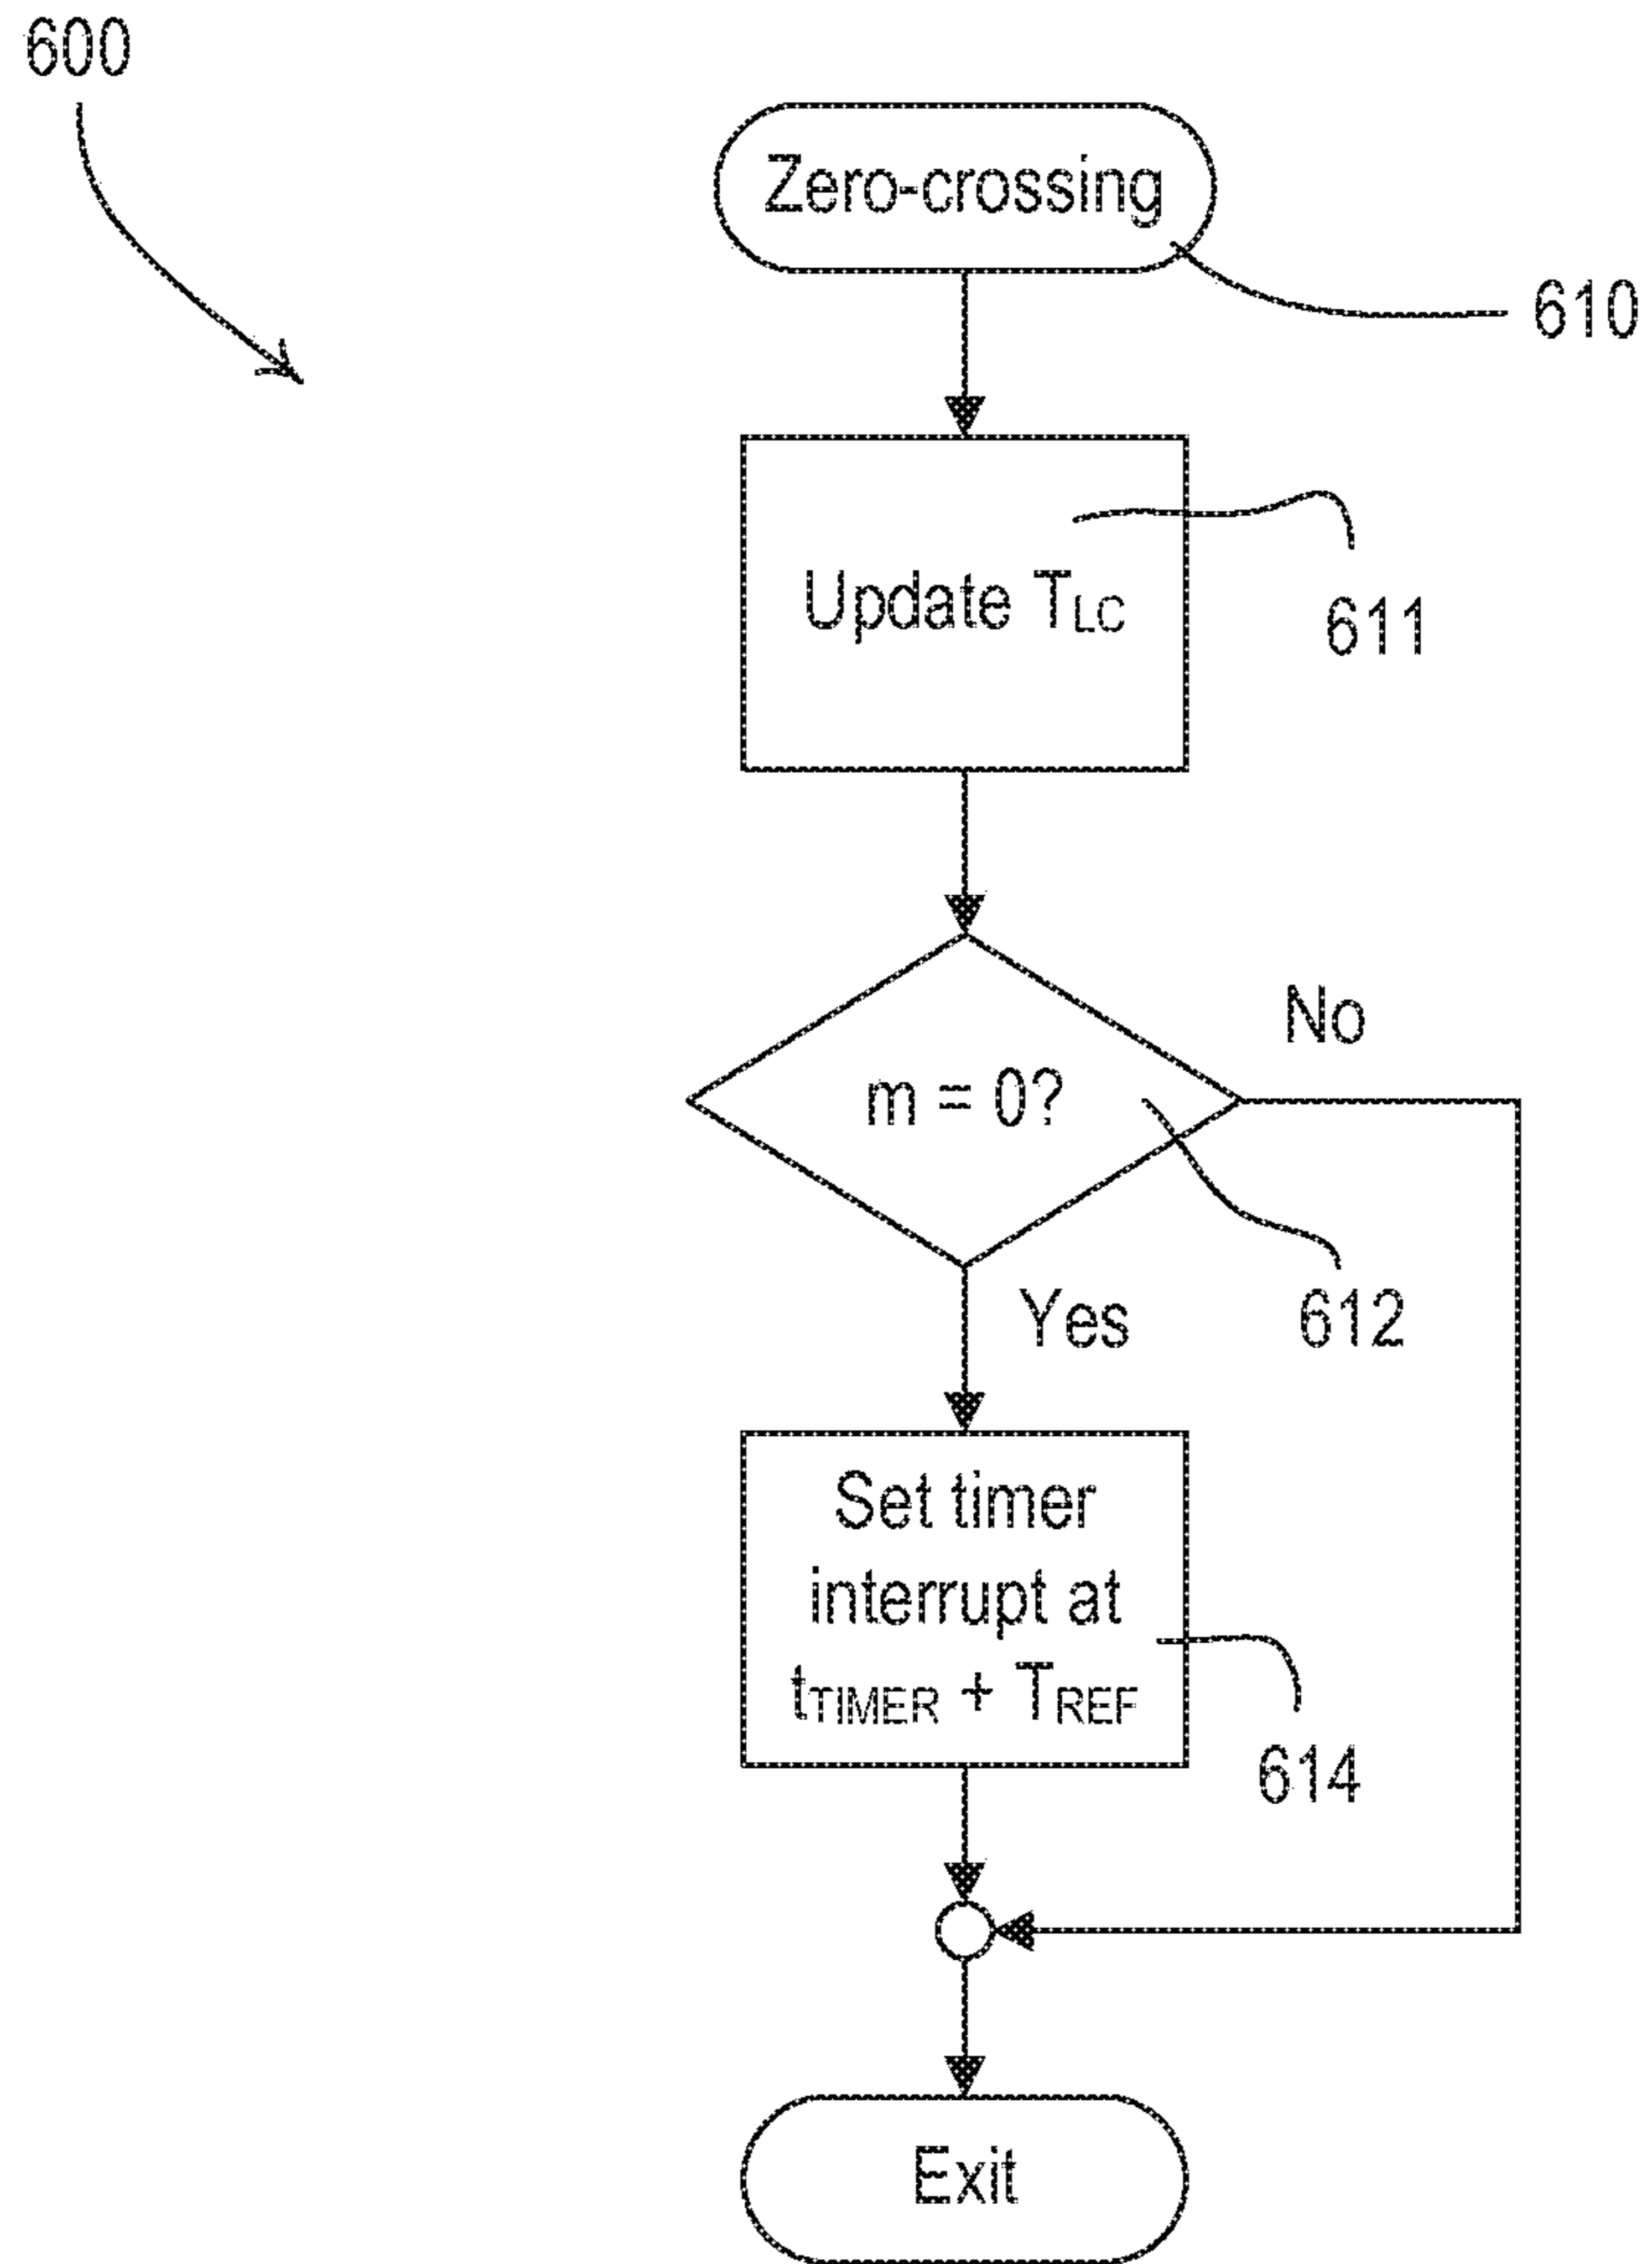 600
Zero-crossing
610
Update TLC
611
No
m = 0?
Yes
612
Set timer
interrupt at
tTIMER + TREF
614
Exit